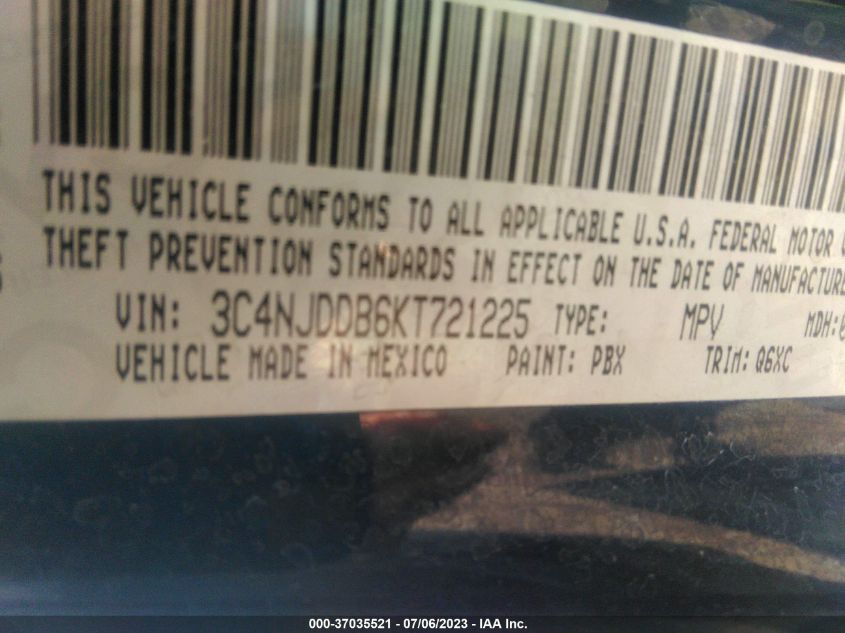 THIS VEHICLE CONFORMS TO ALL APPLICABLE U.S.A. FEDERAL MOTOR
THEFT PREVENTION STANDARDS IN EFFECT ON THE DATE OF MANUFACTURE
VIN: 3C4NJDDB6KT721225 TYPE: MPV MDH:
VEHICLE MADE IN MEXICO PAINT: PBX TRIM: Q6XC
000-37035521 - 07/06/2023 - IAA Inc.